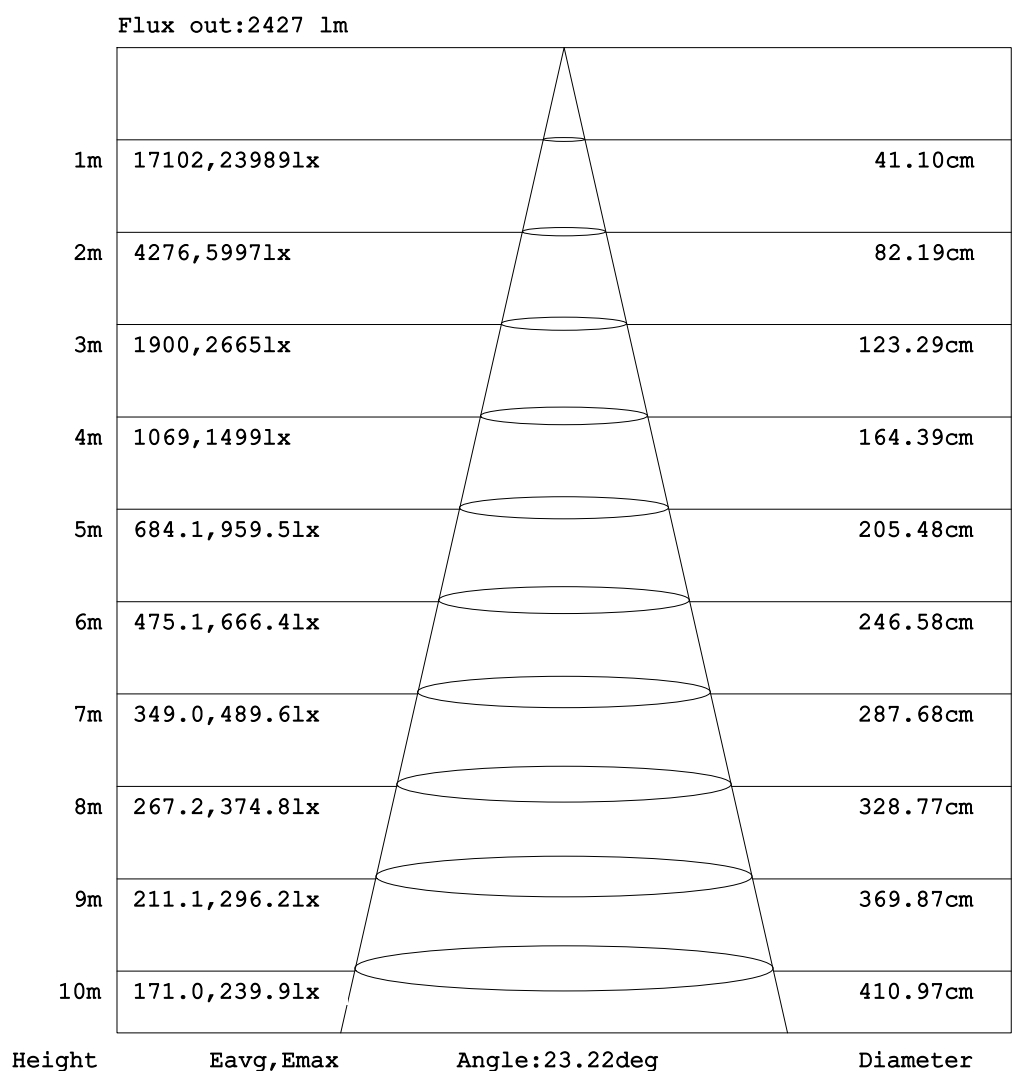 Flux out:2427 lm
1m 17102,23989lx 41.10cm
2m 4276,5997lx 82.19cm
3m 1900,2665lx 123.29cm
4m 1069,1499lx 164.39cm
5m 684.1,959.5lx 205.48cm
6m 475.1,666.4lx 246.58cm
7m 349.0,489.6lx 287.68cm
8m 267.2,374.8lx 328.77cm
9m 211.1,296.2lx 369.87cm
10m 171.0,239.9lx 410.97cm
Height Eavg,Emax Angle:23.22deg Diameter